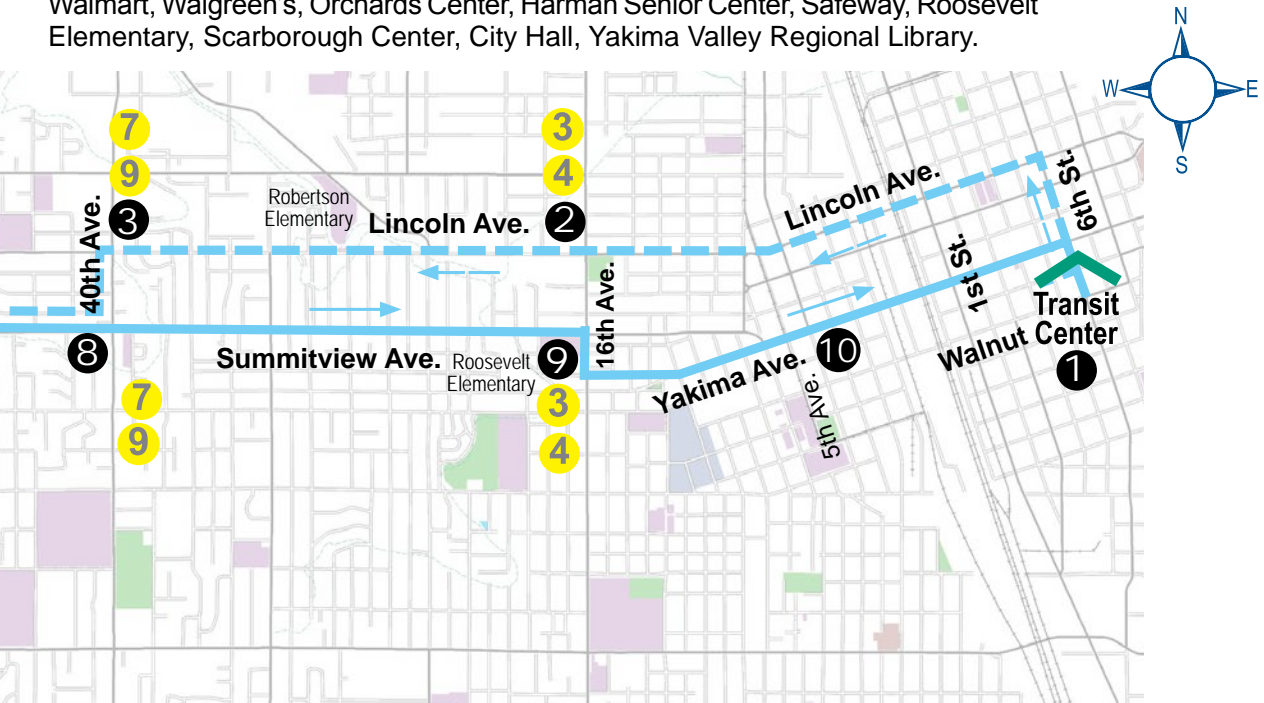 Walmart, Walgreen's, Orchards Center, Harman Senior Center, Safeway, Roosevelt
Elementary, Scarborough Center, City Hall, Yakima Valley Regional Library.
N
W
E
S
7
9
3
40th Ave.
Robertson
Elementary
Lincoln Ave.
3
4
2
Lincoln Ave.
6th St.
1st St.
16th Ave.
Transit
Center
1
Walnut
8
Summitview Ave.
Roosevelt
Elementary
9
10
Yakima Ave.
5th Ave.
7
9
3
4